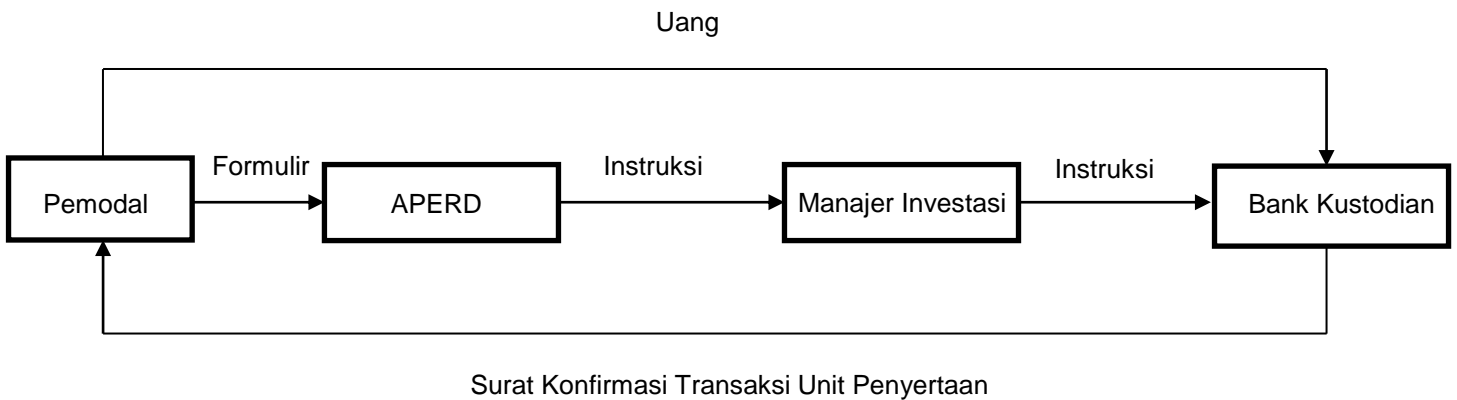 Uang
Formulir
Instruksi
Instruksi
Pemodal
APERD
Manajer Investasi
Bank Kustodian
Surat Konfirmasi Transaksi Unit Penyertaan